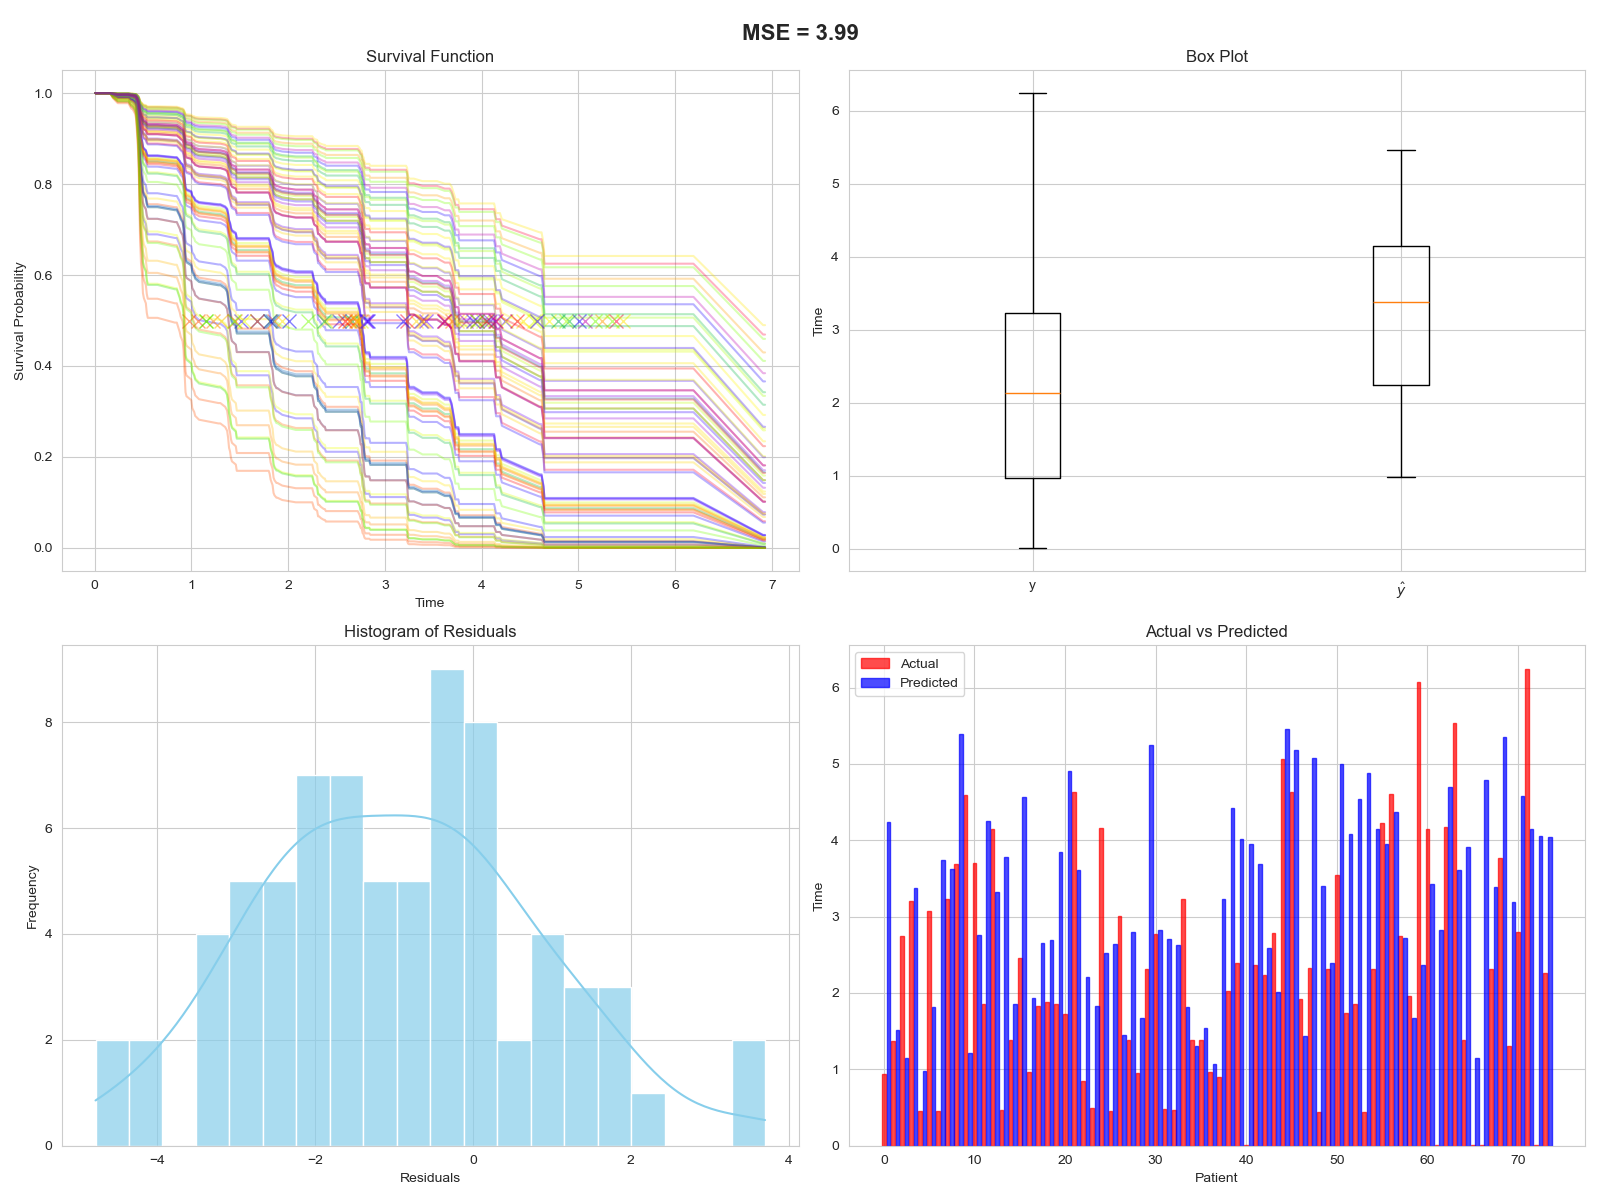 MSE = 3.99
Survival Function
Survival Probability
1.0
0.8
0.6
0.4
0.2
0.0
0 1 2 3 4 5 6 7
Time
Box Plot
Time
6
5
4
3
2
1
0
y ŷ
Histogram of Residuals
Frequency
8
6
4
2
0
−4 −2 0 2 4
Residuals
Actual vs Predicted
Actual
Predicted
Time
6
5
4
3
2
1
0
0 10 20 30 40 50 60 70
Patient